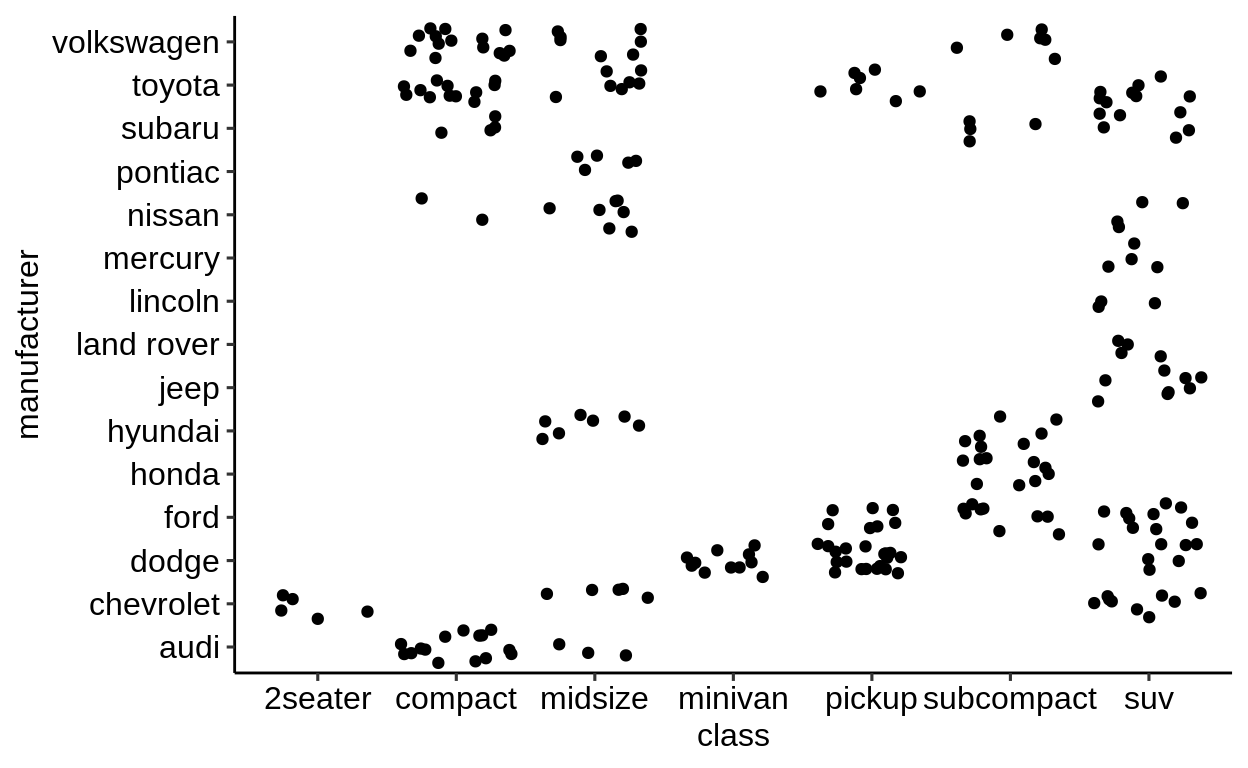 manufacturer
volkswagen
toyota
subaru
pontiac
nissan
mercury
lincoln
land rover
jeep
hyundai
honda
ford
dodge
chevrolet
audi
2seater compact midsize minivan pickup subcompact suv
class